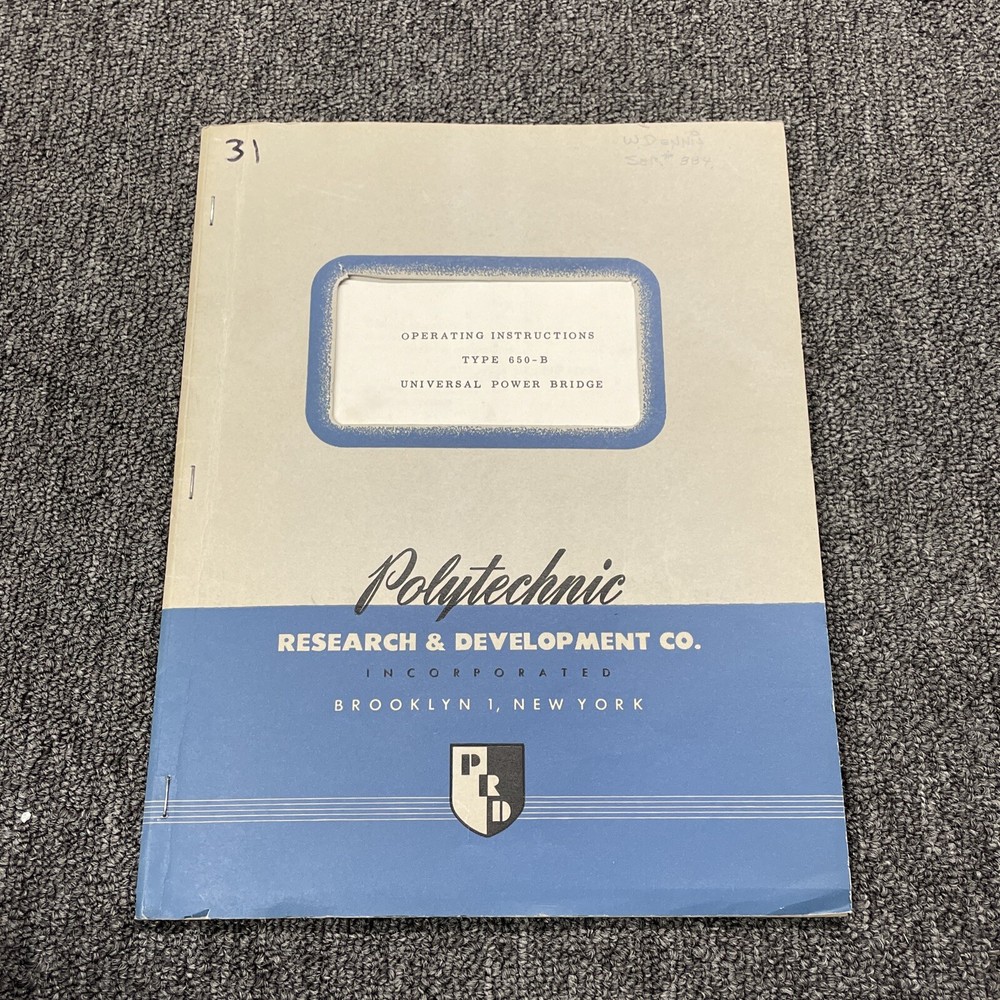 31
OPERATING INSTRUCTIONS
TYPE 650-B
UNIVERSAL POWER BRIDGE
Polytechnic
RESEARCH & DEVELOPMENT CO.
INCORPORATED
BROOKLYN 1, NEW YORK
PRD